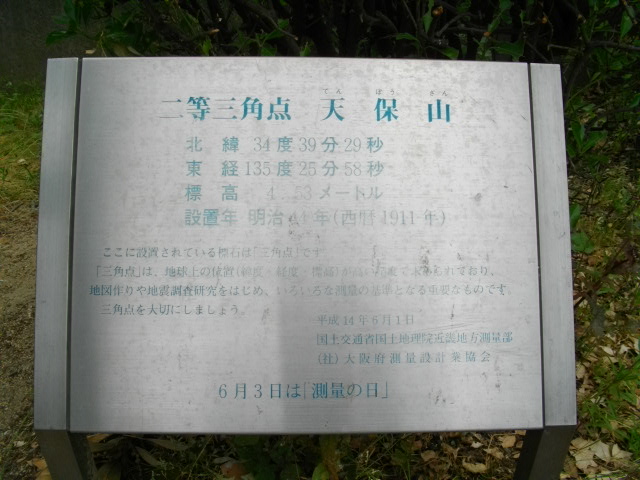 てん ぽう ざん
二等三角点 天保山
北緯 34度39分29秒
東経135度25分58秒
標高 4.53メートル
設置年 明治44年(西暦1911年)
ここに設置されている標石は「三角点」です
「三角点」は、地球上の位置(緯度・経度・標高)が 度で求められており、
地図作りや地震調査研究をはじめ、いろいろな測量の基準となる重要なものです。
三角点を大切にしましょう。
平成14年6月1日
国土交通省国土地理院近畿地方測量部
(社)大阪府測量設計業協会
6月3日は「測量の日」